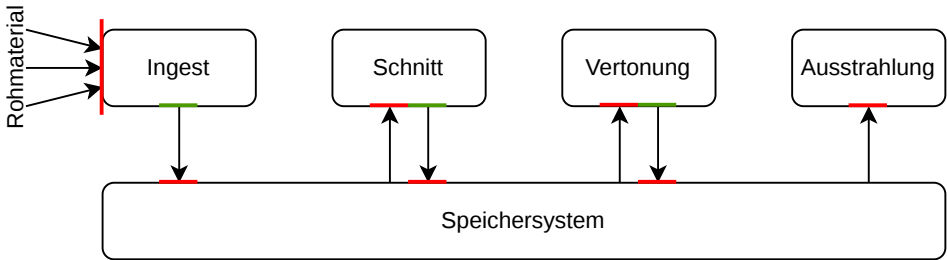 Rohmaterial
Ingest
Schnitt
Vertonung
Ausstrahlung
Speichersystem